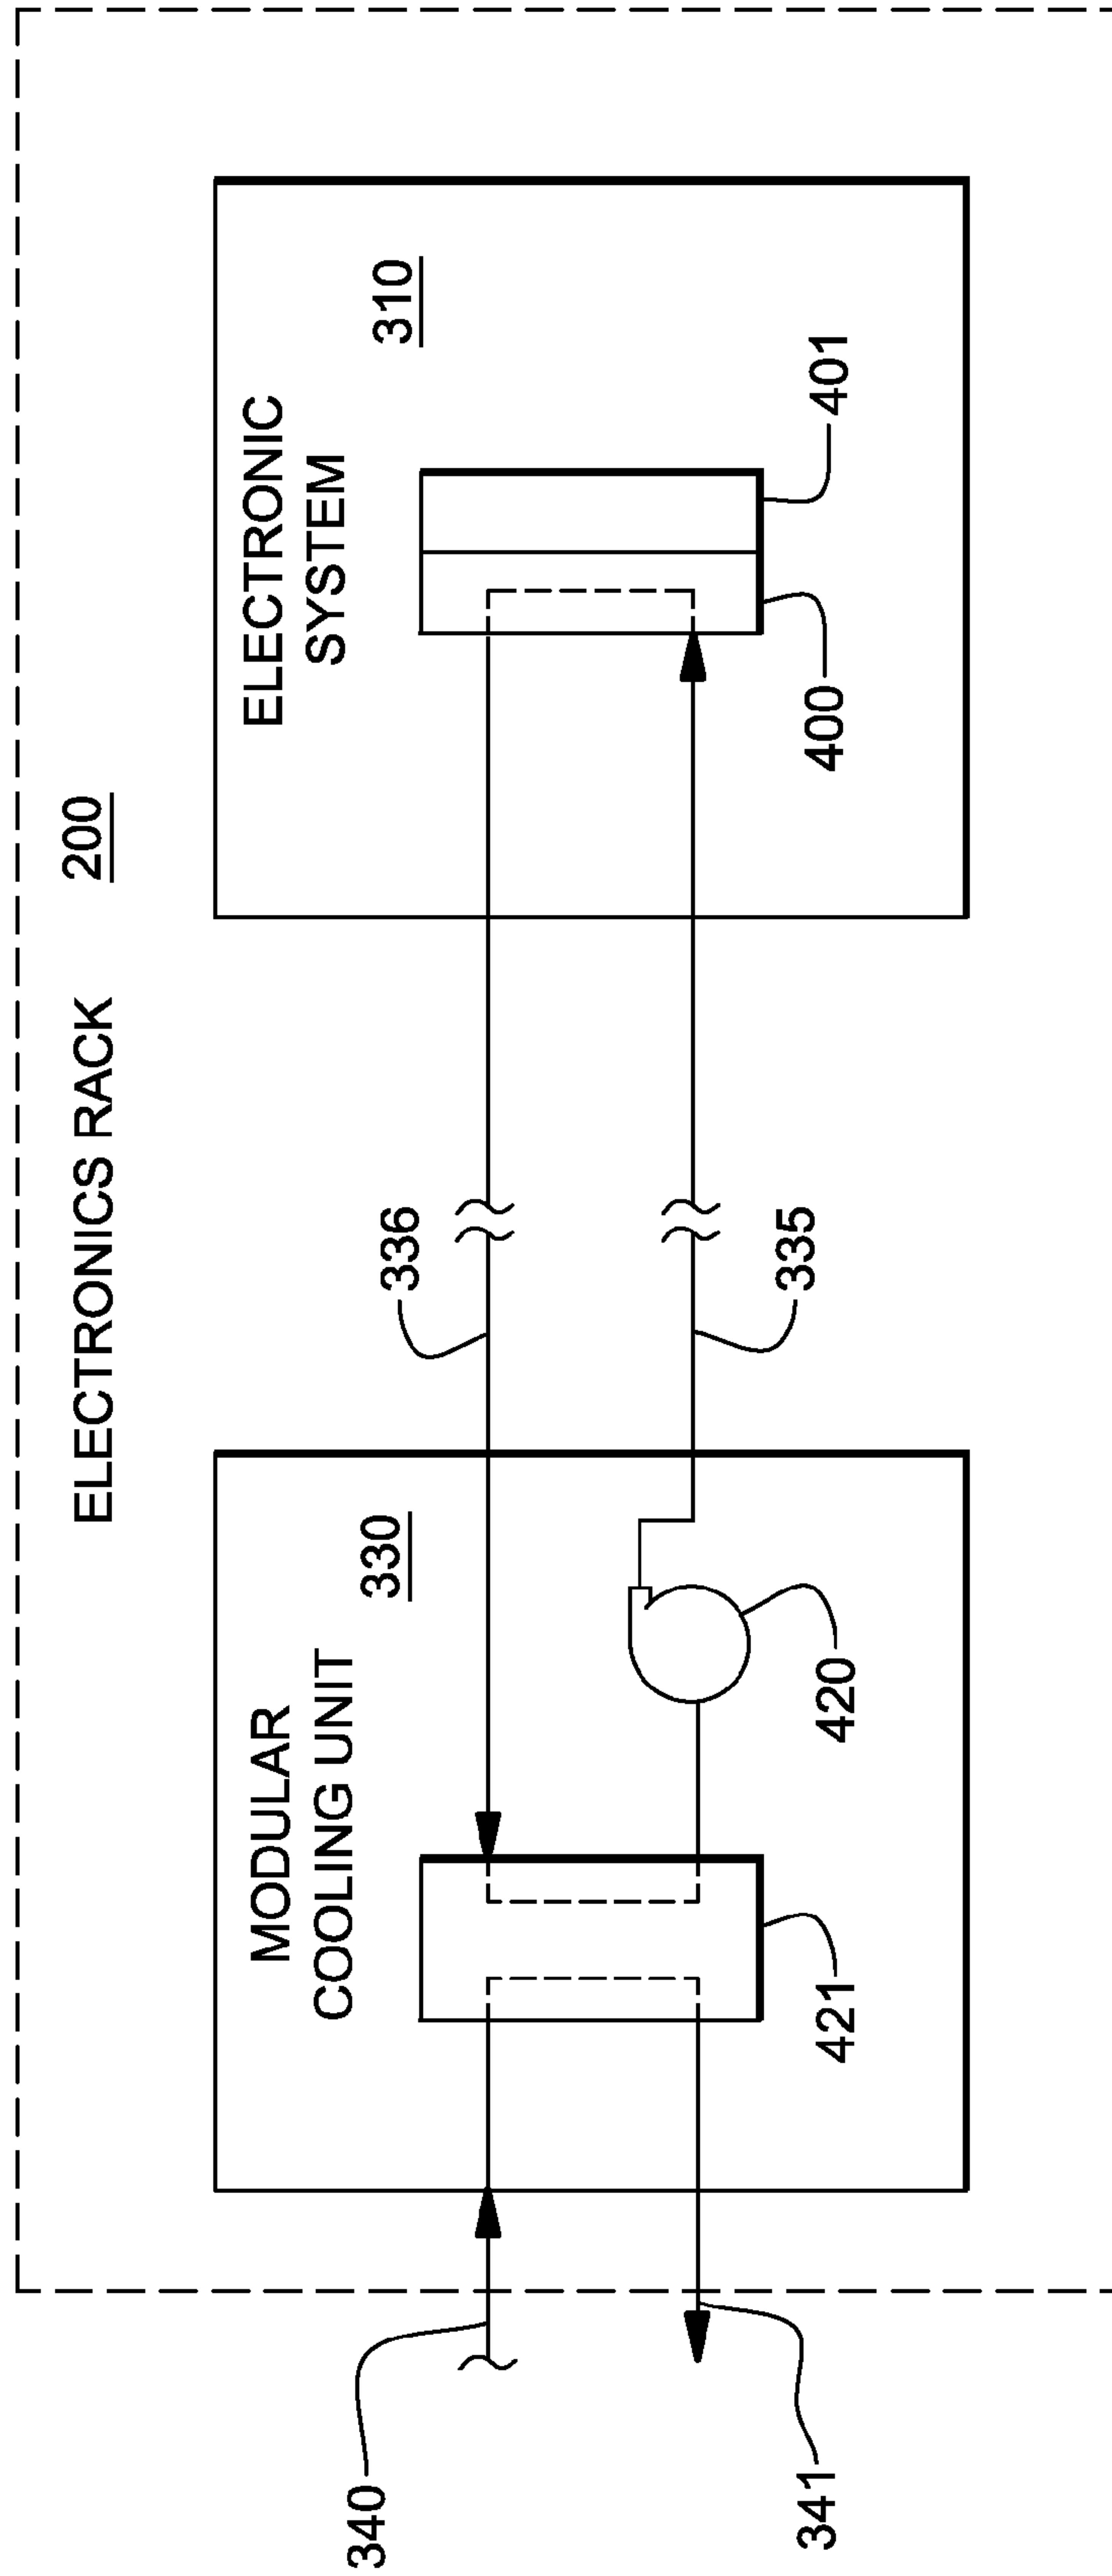 ELECTRONICS RACK 200
MODULAR
COOLING UNIT
330
ELECTRONIC
SYSTEM
310
340
336
341
421
420
335
400
401